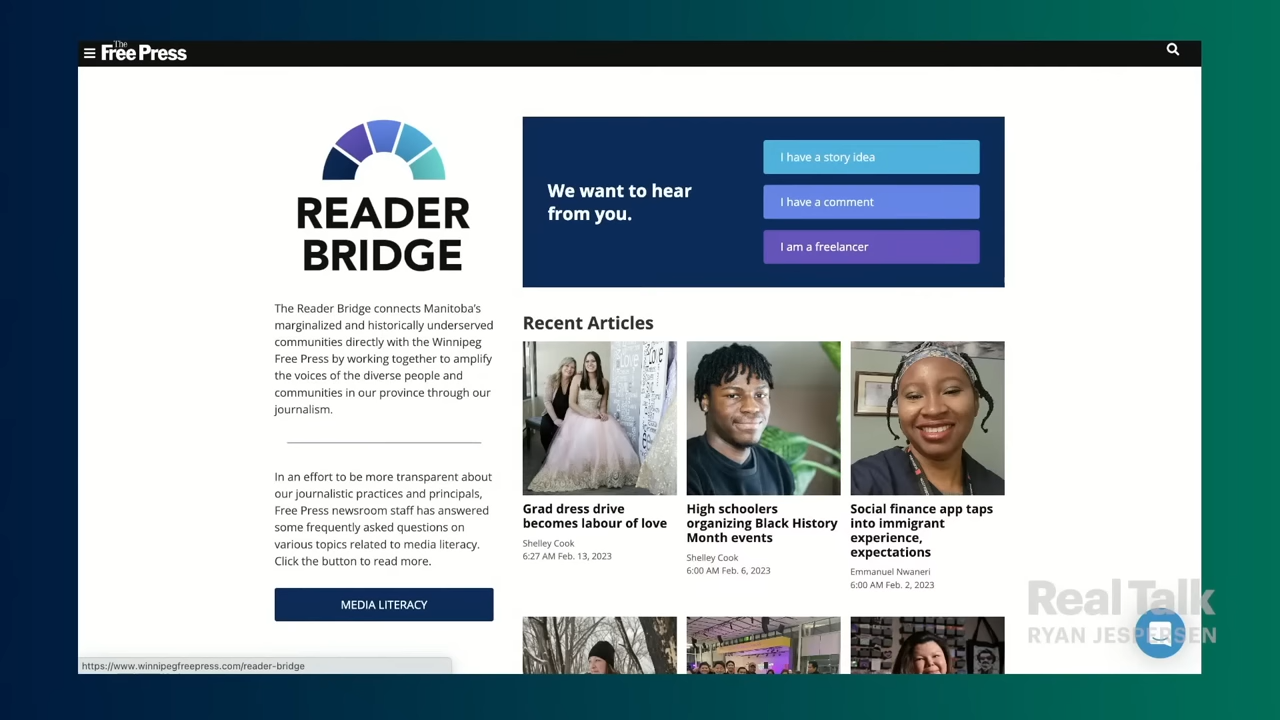 The
Free Press
READER
BRIDGE
The Reader Bridge connects Manitoba's
marginalized and historically underserved
communities directly with the Winnipeg
Free Press by working together to amplify
the voices of the diverse people and
communities in our province through our
journalism.
In an effort to be more transparent about
our journalistic practices and principals,
Free Press newsroom staff has answered
some frequently asked questions on
various topics related to media literacy.
Click the button to read more.
MEDIA LITERACY
We want to hear
from you.
I have a story idea
I have a comment
I am a freelancer
Recent Articles
Grad dress drive
becomes labour of love
Shelley Cook
6:27 AM Feb. 13, 2023
High schoolers
organizing Black History
Month events
Shelley Cook
6:00 AM Feb. 6, 2023
Social finance app taps
into immigrant
experience,
expectations
Emmanuel Nwaneri
6:00 AM Feb. 2, 2023
Real Talk
RYAN JESPERSEN
https://www.winnipegfreepress.com/reader-bridge